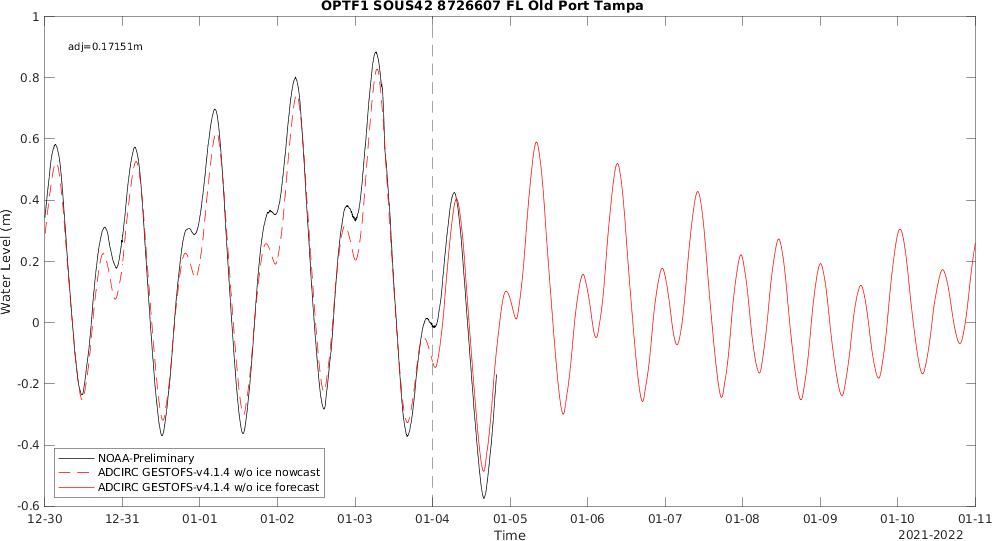 OPTF1 SOUS42 8726607 FL Old Port Tampa
adj=0.17151m
1
0.8
0.6
0.4
0.2
0
-0.2
-0.4
-0.6
Water Level (m)
NOAA-Preliminary
ADCIRC GESTOFS-v4.1.4 w/o ice nowcast
ADCIRC GESTOFS-v4.1.4 w/o ice forecast
12-30 12-31 01-01 01-02 01-03 01-04 01-05 01-06 01-07 01-08 01-09 01-10 01-11
Time
2021-2022